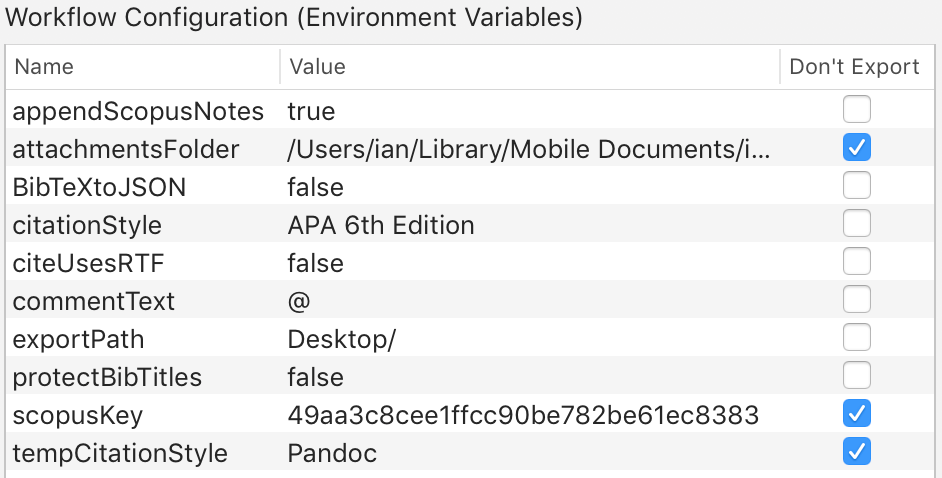 Workflow Configuration (Environment Variables)
Name Value Don't Export
appendScopusNotes true
attachmentsFolder /Users/ian/Library/Mobile Documents/i...
BibTeXtoJSON false
citationStyle APA 6th Edition
citeUsesRTF false
commentText @
exportPath Desktop/
protectBibTitles false
scopusKey 49aa3c8cee1ffcc90be782be61ec8383
tempCitationStyle Pandoc